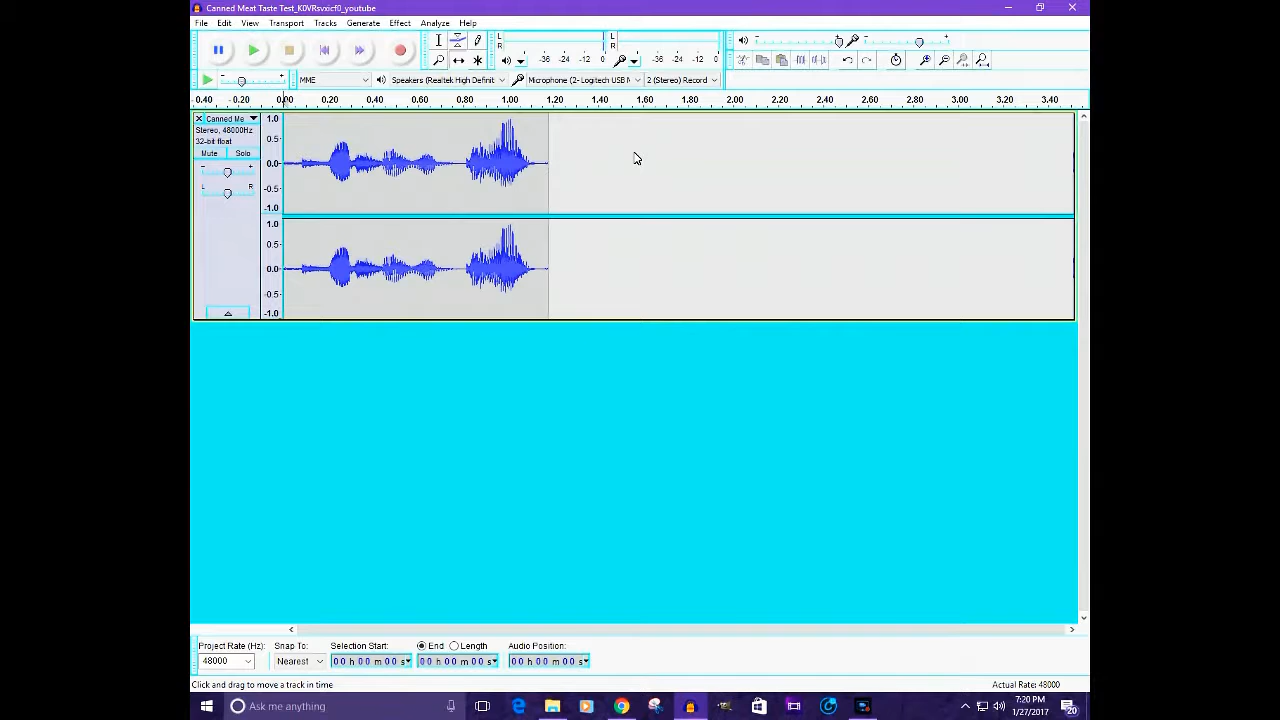 Canned Meat Taste Test_K0VRsvxicf0_youtube
File Edit View Transport Tracks Generate Effect Analyze Help
L
R
-36 -24 -12 0
L
R
-36 -24 -12 0
MME
Speakers (Realtek High Definit
Microphone (2- Logitech USB M
2 (Stereo) Record
-0.40 -0.20 0.00 0.20 0.40 0.60 0.80 1.00 1.20 1.40 1.60 1.80 2.00 2.20 2.40 2.60 2.80 3.00 3.20 3.40
Canned Me
Stereo, 48000Hz
32-bit float
Mute Solo
- +
L R
1.0
0.5
0.0
-0.5
-1.0
1.0
0.5
0.0
-0.5
-1.0
Project Rate (Hz): Snap To: Selection Start: End Length Audio Position:
48000 Nearest 00 h 00 m 00 s 00 h 00 m 00 s 00 h 00 m 00 s
Click and drag to move a track in time
Actual Rate: 48000
Ask me anything
7:20 PM
1/27/2017
20